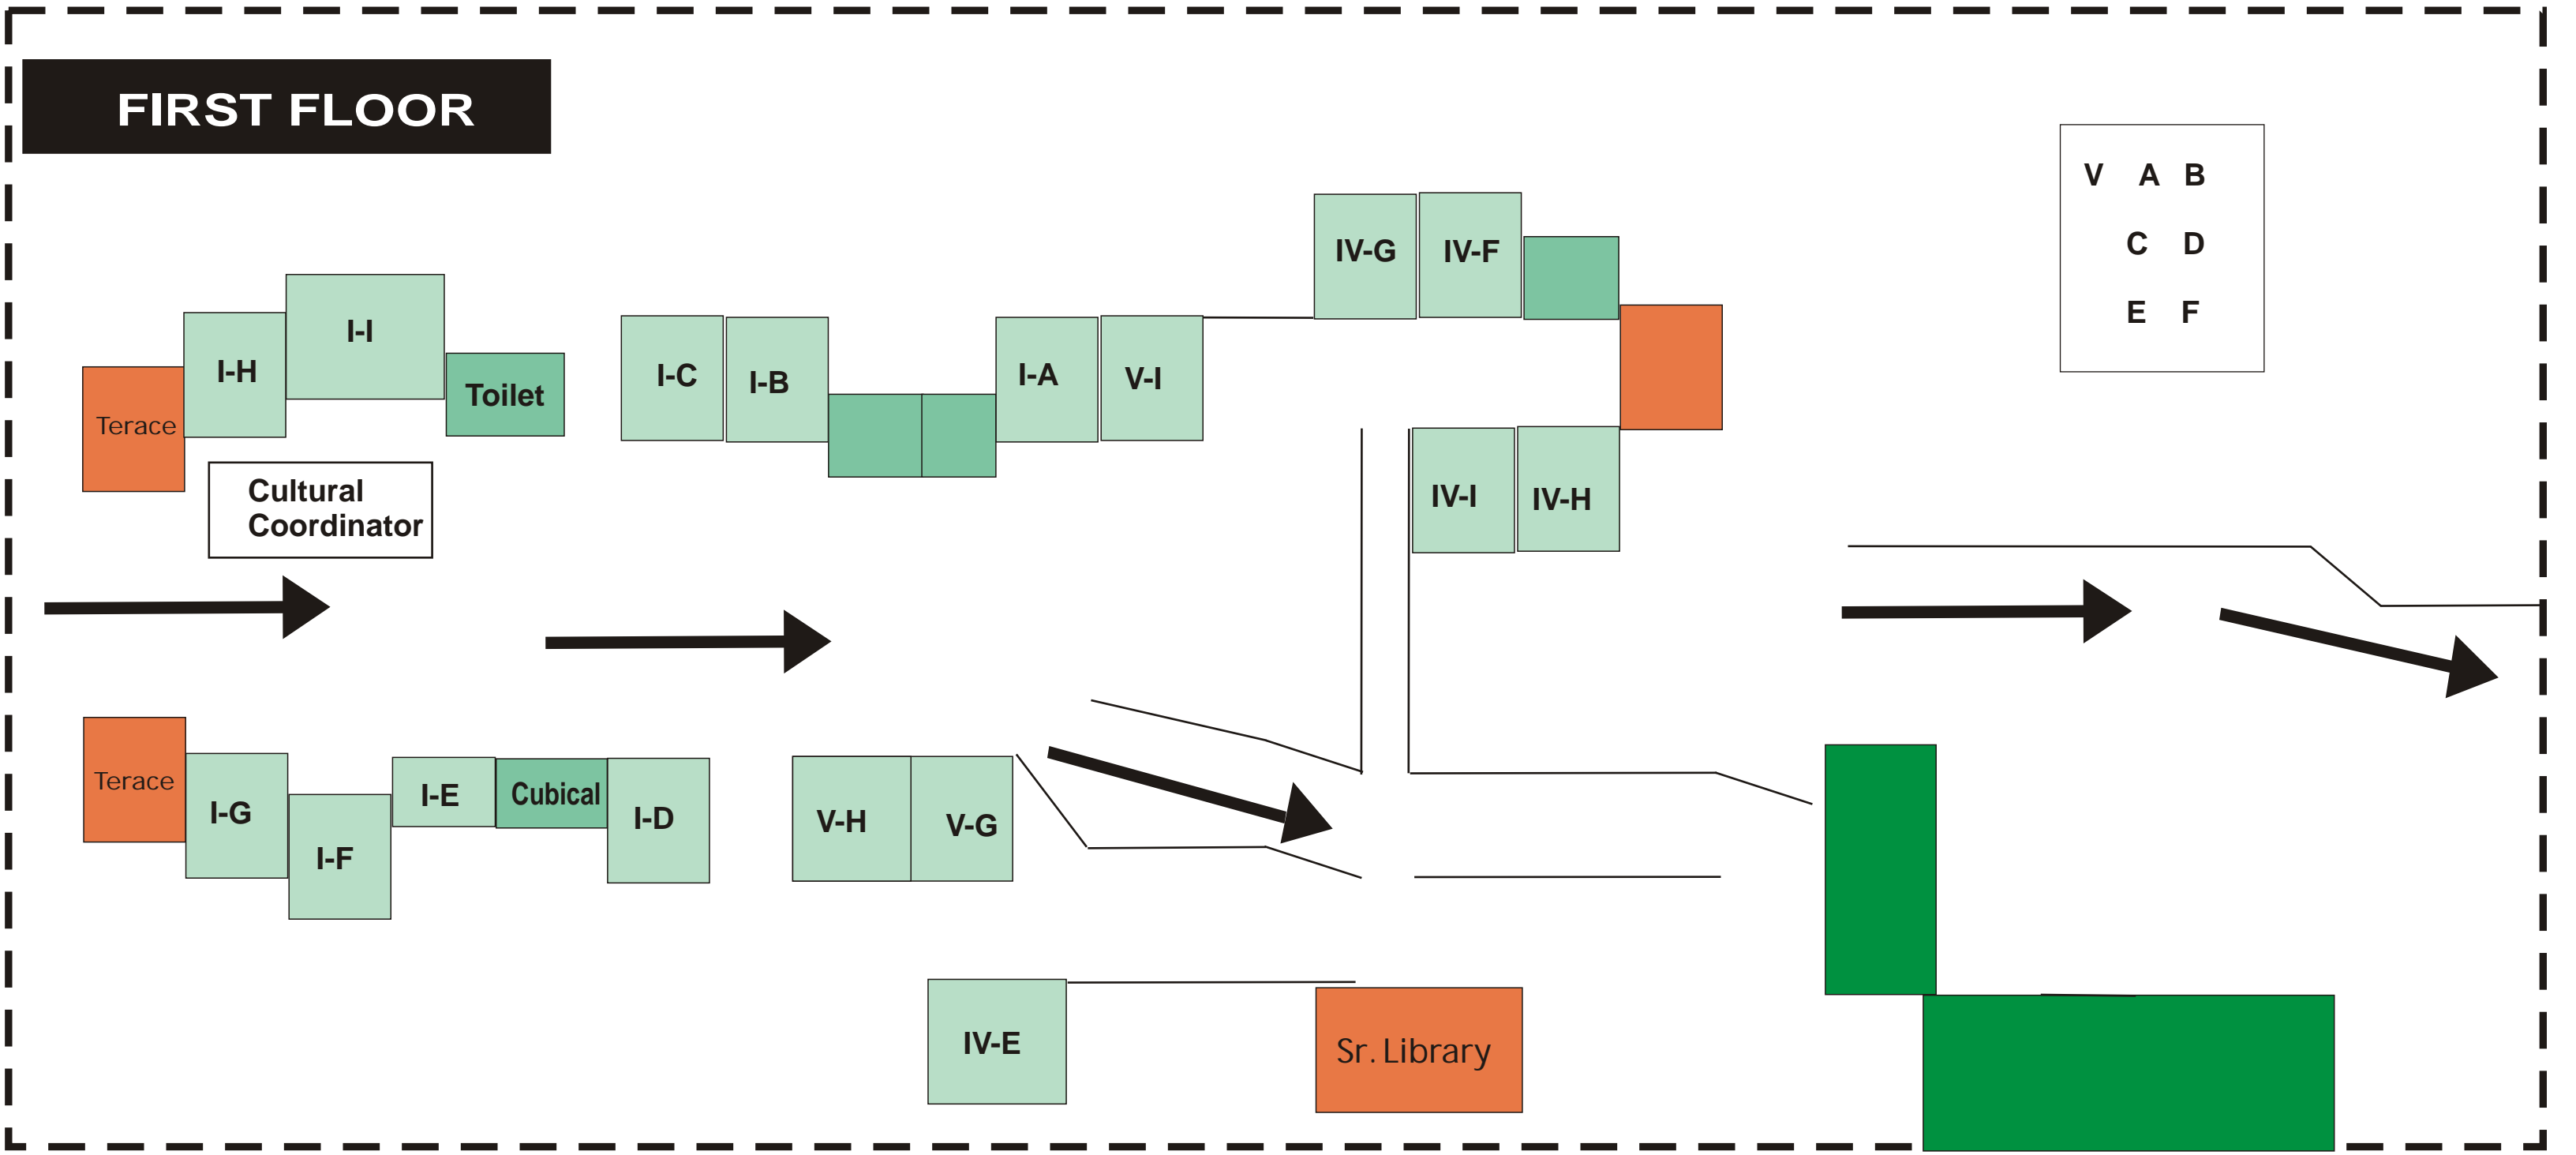 FIRST FLOOR
V A B
C D
E F
IV-G IV-F
I-I
I-H
Toilet
Terace
I-C I-B I-A V-I
Cultural
Coordinator
IV-I IV-H
Terace
I-G
I-F
I-E
Cubical
I-D
V-H V-G
IV-E
Sr. Library